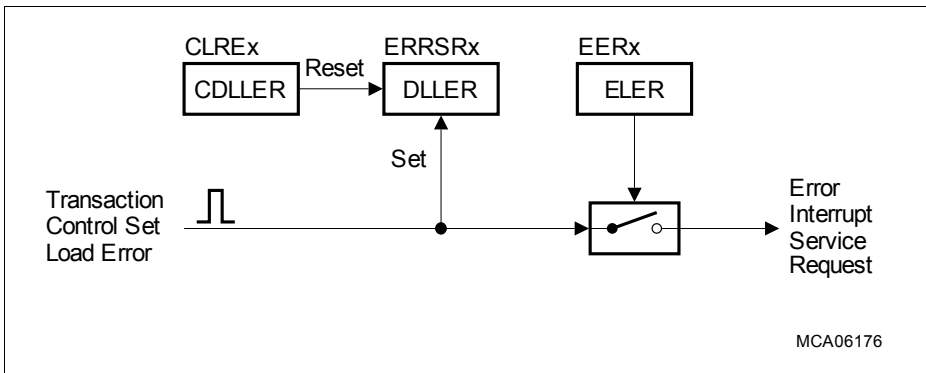 CLREx
ERRSRx
EERx
CDLLER
Reset
DLLER
ELER
Set
Transaction
Control Set
Load Error
Error
Interrupt
Service
Request
MCA06176